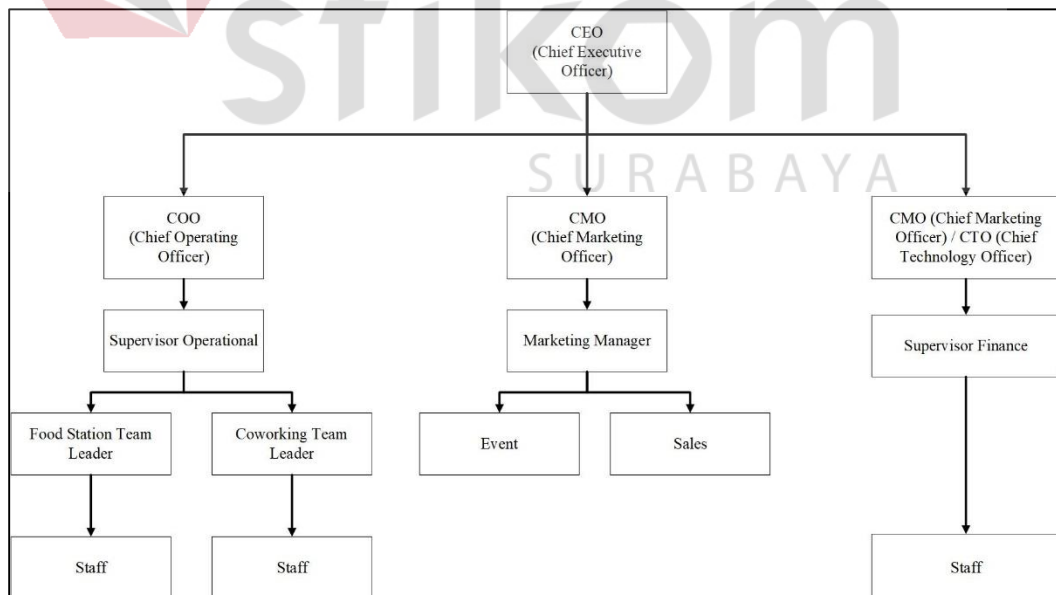 stikom
SURABAYA
CEO
(Chief Executive
Officer)
COO
(Chief Operating
Officer)
CMO
(Chief Marketing
Officer)
CMO (Chief Marketing
Officer) / CTO (Chief
Technology Officer)
Supervisor Operational
Marketing Manager
Supervisor Finance
Food Station Team
Leader
Coworking Team
Leader
Event
Sales
Staff
Staff
Staff